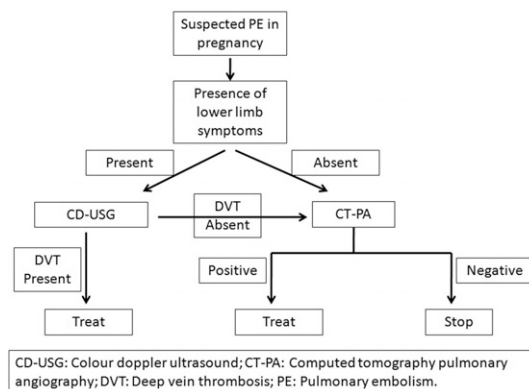 Suspected PE in
pregnancy
Presence of
lower limb
symptoms
Present
Absent
CD-USG
DVT
Absent
CT-PA
DVT
Present
Positive
Negative
Treat
Treat
Stop
CD-USG: Colour doppler ultrasound; CT-PA: Computed tomography pulmonary
angiography; DVT: Deep vein thrombosis; PE: Pulmonary embolism.